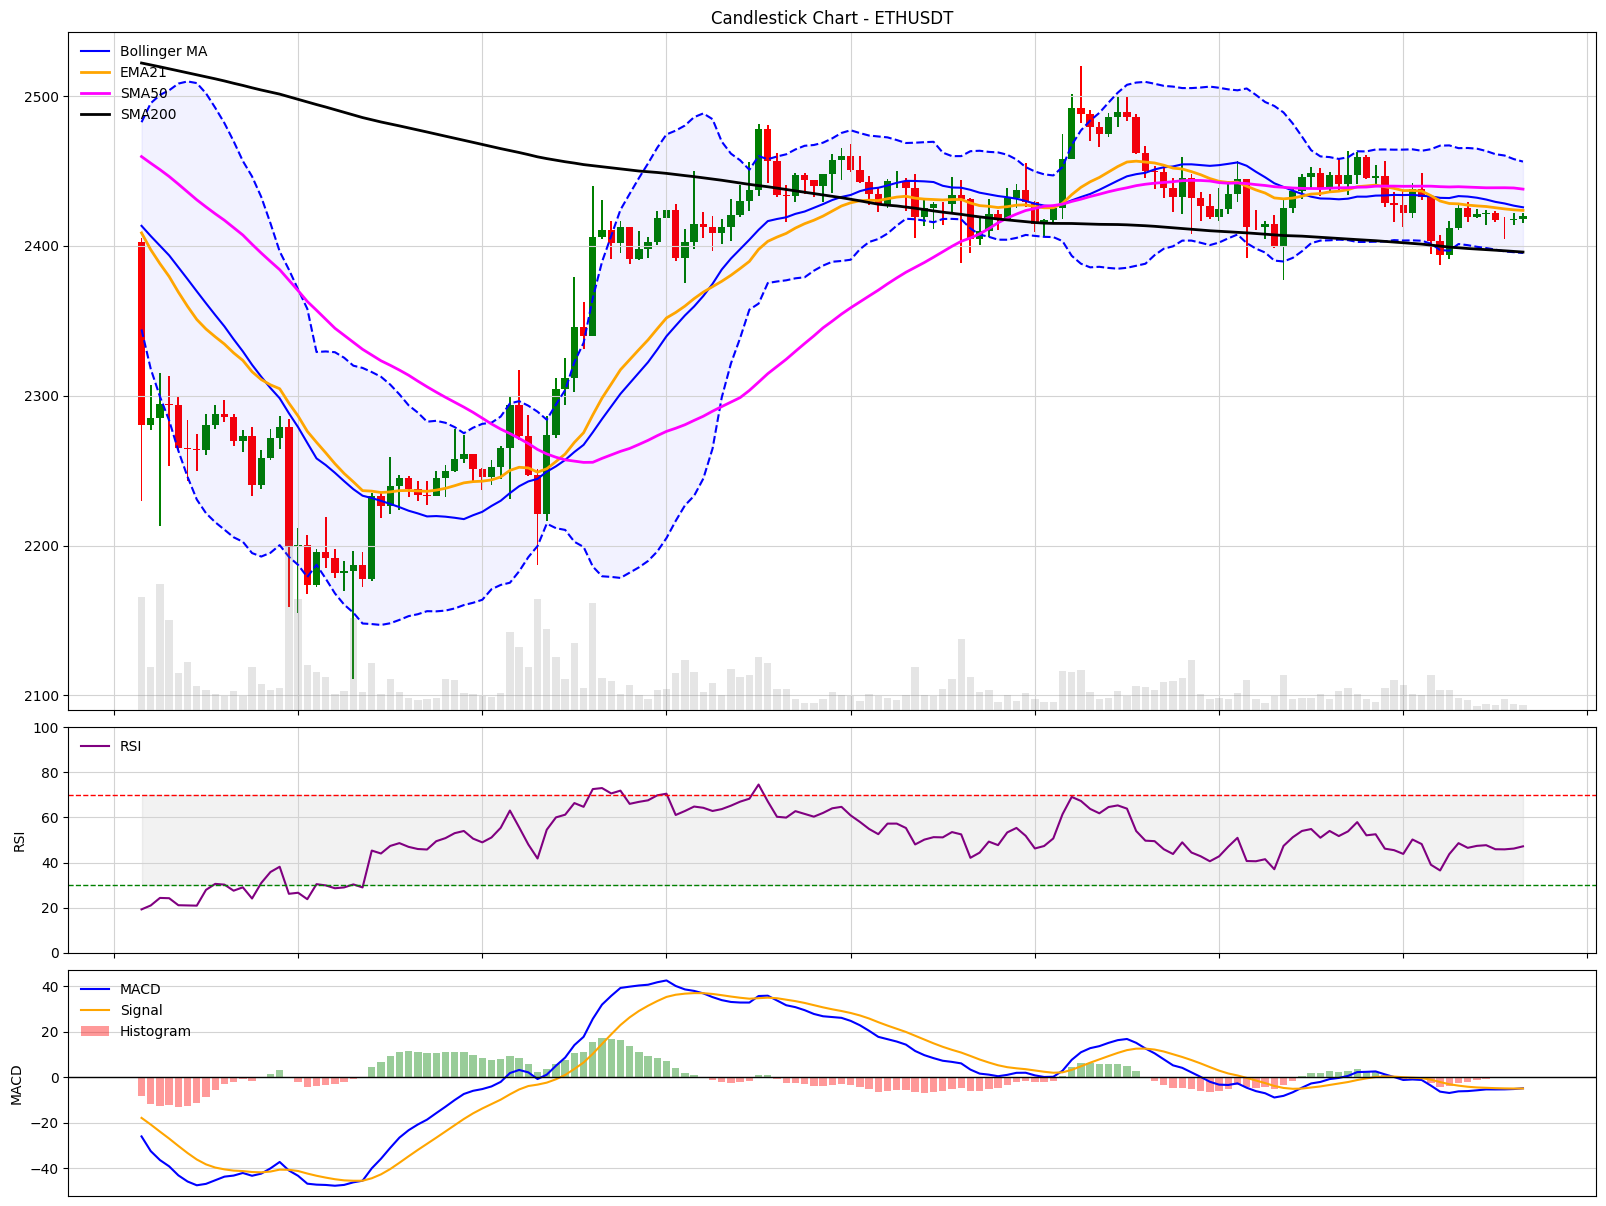 Candlestick Chart - ETHUSDT
Bollinger MA
EMA21
SMA50
SMA200
2500
2400
2300
2200
2100
RSI
100
80
60
40
20
0
RSI
MACD
Signal
Histogram
40
20
0
−20
−40
MACD